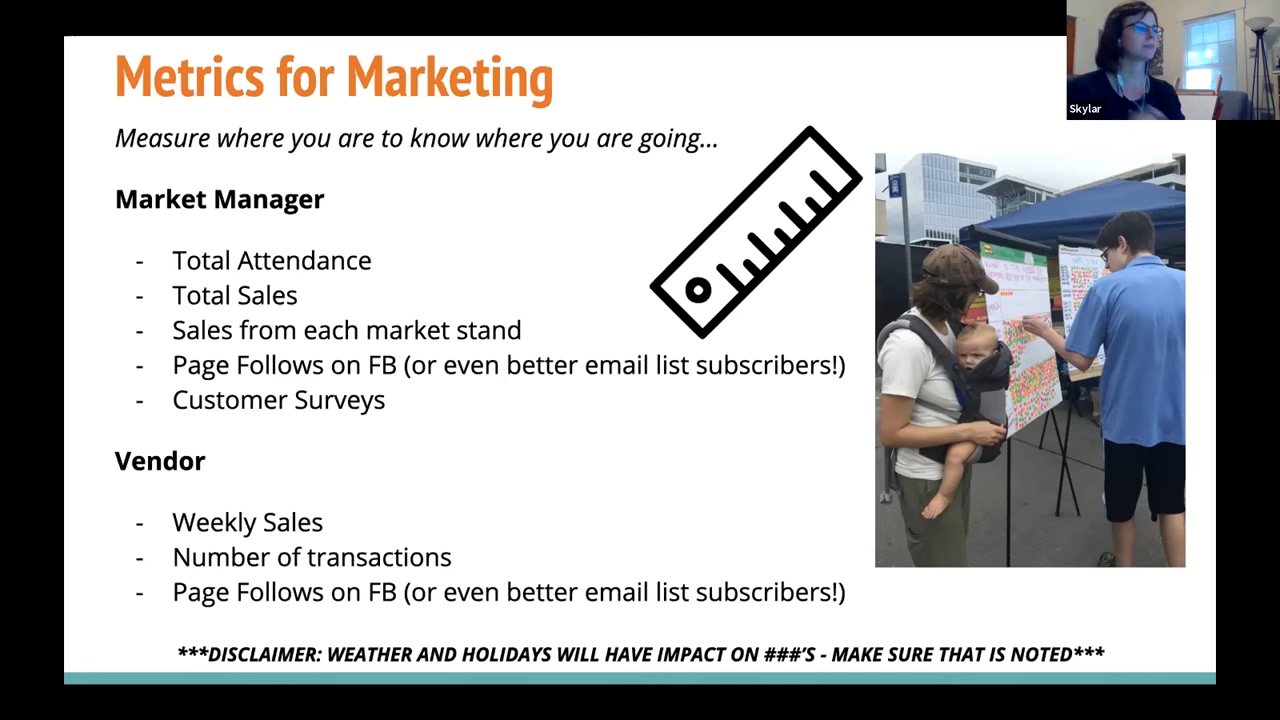 Metrics for Marketing
Skylar
Measure where you are to know where you are going...
Market Manager
- Total Attendance
- Total Sales
- Sales from each market stand
- Page Follows on FB (or even better email list subscribers!)
- Customer Surveys
Vendor
- Weekly Sales
- Number of transactions
- Page Follows on FB (or even better email list subscribers!)
***DISCLAIMER: WEATHER AND HOLIDAYS WILL HAVE IMPACT ON ###'S - MAKE SURE THAT IS NOTED***